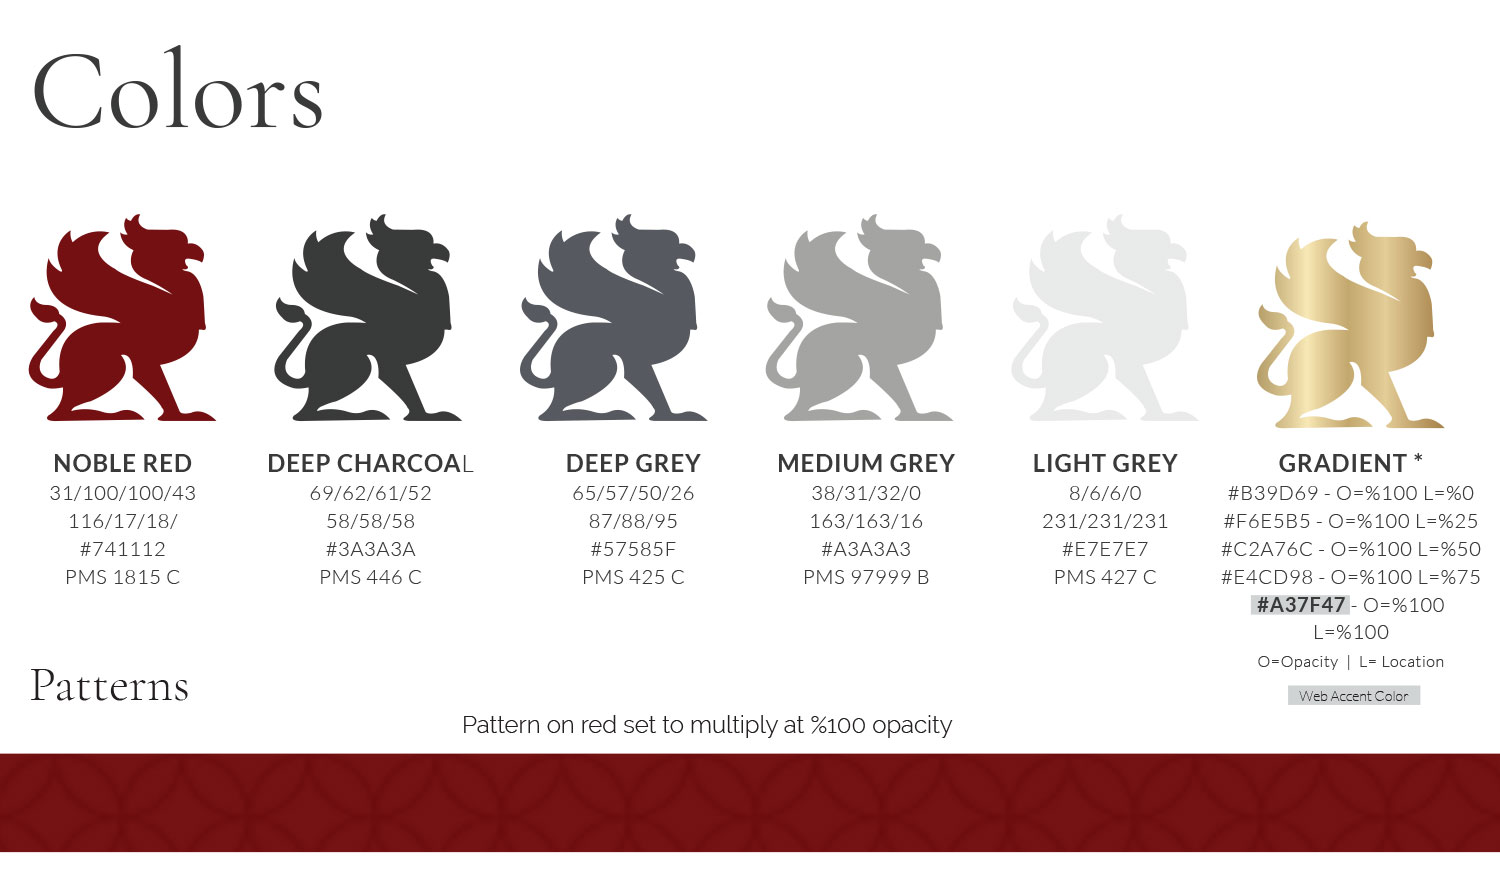 Colors
NOBLE RED
31/100/100/43
116/17/18/
#741112
PMS 1815 C
DEEP CHARCOAL
69/62/61/52
58/58/58
#3A3A3A
PMS 446 C
DEEP GREY
65/57/50/26
87/88/95
#57585F
PMS 425 C
MEDIUM GREY
38/31/32/0
163/163/16
#A3A3A3
PMS 97999 B
LIGHT GREY
8/6/6/0
231/231/231
#E7E7E7
PMS 427 C
GRADIENT *
#B39D69 - O=%100 L=%0
#F6E5B5 - O=%100 L=%25
#C2A76C - O=%100 L=%50
#E4CD98 - O=%100 L=%75
#A37F47 - O=%100
L=%100
O=Opacity | L= Location
Web Accent Color
Patterns
Pattern on red set to multiply at %100 opacity